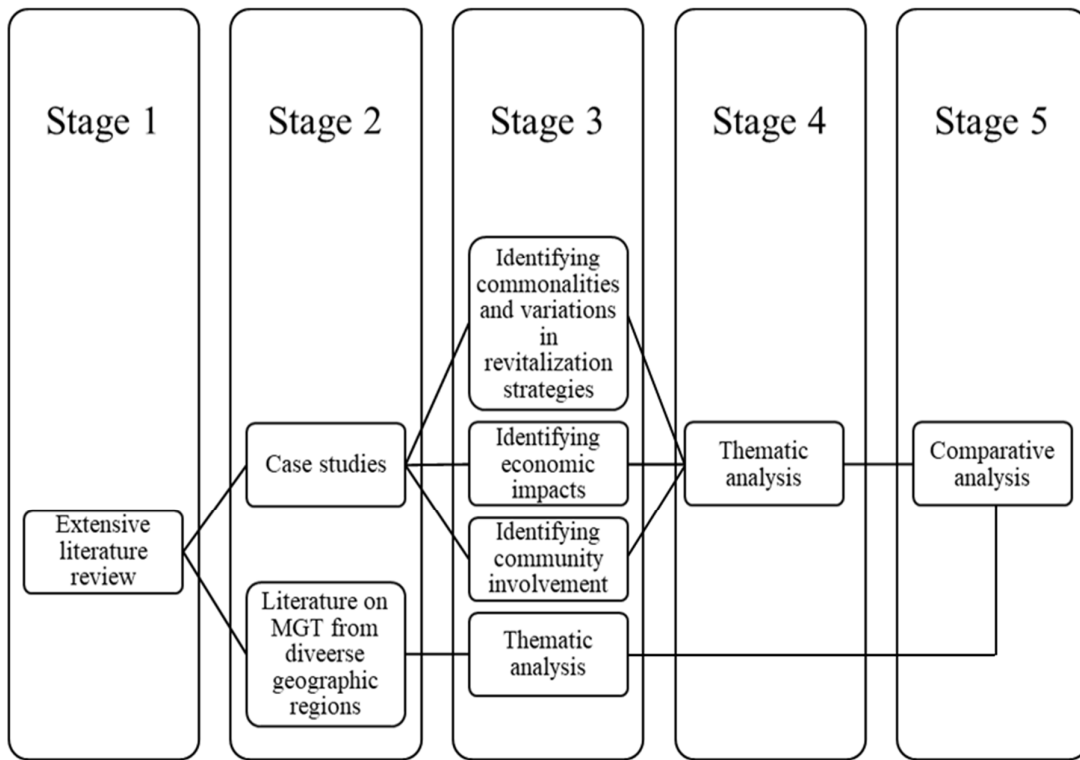 Stage 1
Stage 2
Stage 3
Stage 4
Stage 5
Extensive
literature
review
Case studies
Literature on
MGT from
diveerse
geographic
regions
Identifying
commonalities
and variations
in
revitalization
strategies
Identifying
economic
impacts
Identifying
community
involvement
Thematic
analysis
Thematic
analysis
Comparative
analysis